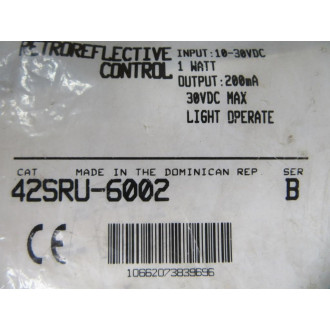 RETROREFLECTIVE INPUT: 10-30VDC
CONTROL 1 WATT
OUTPUT: 200mA
30VDC MAX
LIGHT OPERATE
CAT MADE IN THE DOMINICAN REP SER
42SRU-6002 B
CE
10662073839696